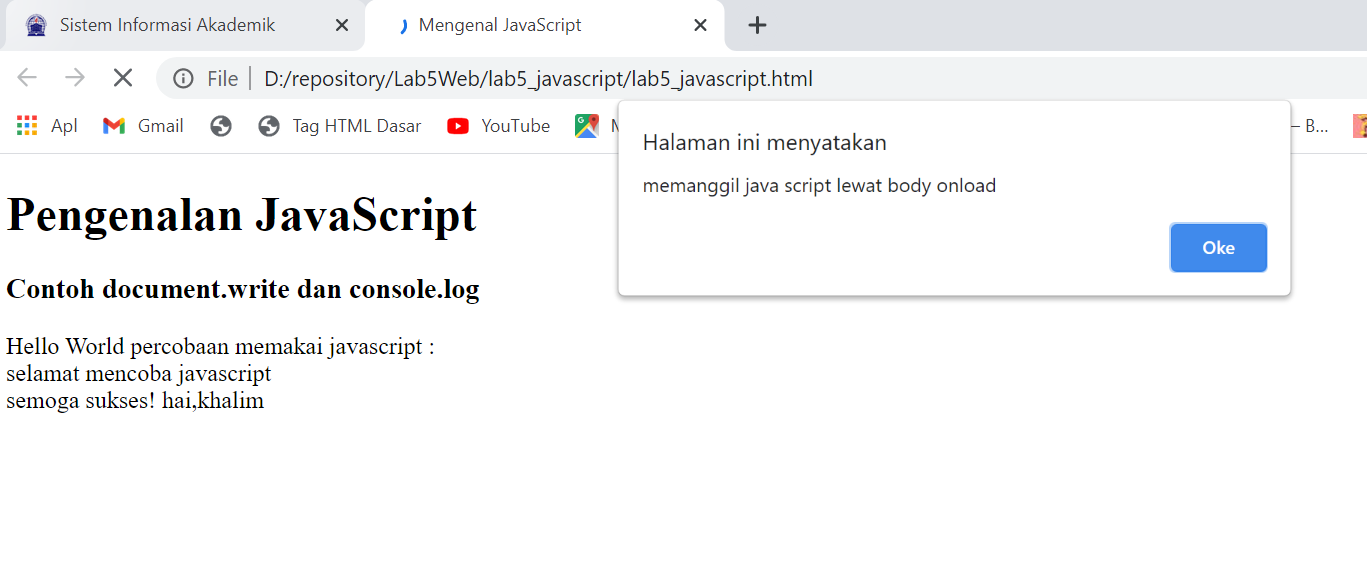 Sistem Informasi Akademik
Mengenal JavaScript
File D:/repository/Lab5Web/lab5_javascript/lab5_javascript.html
Apl Gmail Tag HTML Dasar YouTube – B...
Halaman ini menyatakan
memanggil java script lewat body onload
Oke
Pengenalan JavaScript
Contoh document.write dan console.log
Hello World percobaan memakai javascript :
selamat mencoba javascript
semoga sukses! hai,khalim